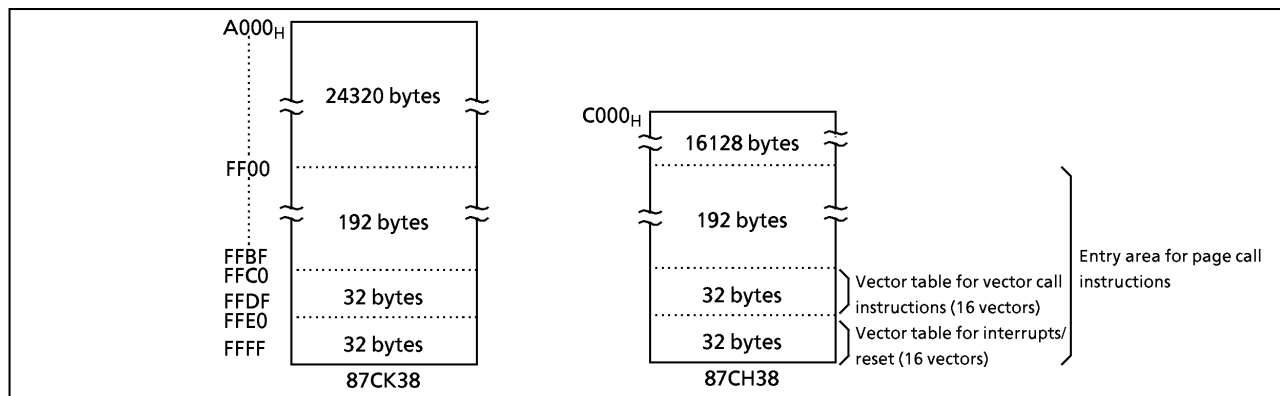 A000H
24320 bytes
FF00
192 bytes
FFBF
FFC0
FFDF
32 bytes
FFE0
FFFF
32 bytes
87CK38
C000H
16128 bytes
192 bytes
32 bytes
32 bytes
87CH38
Vector table for vector call
instructions (16 vectors)
Vector table for interrupts/
reset (16 vectors)
Entry area for page call
instructions